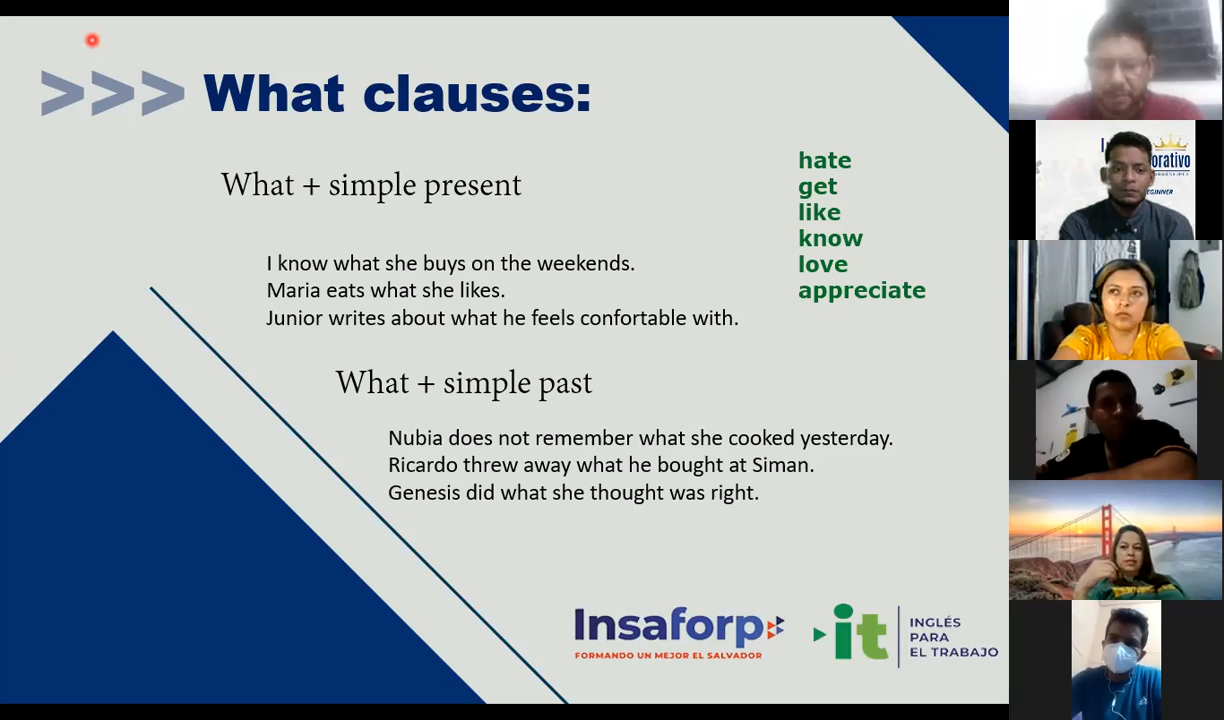 >>> What clauses:
What + simple present
hate
get
like
know
love
appreciate
I know what she buys on the weekends.
Maria eats what she likes.
Junior writes about what he feels confortable with.
What + simple past
Nubia does not remember what she cooked yesterday.
Ricardo threw away what he bought at Siman.
Genesis did what she thought was right.
Insaforp
FORMANDO UN MEJOR EL SALVADOR
it
INGLÉS
PARA
EL TRABAJO